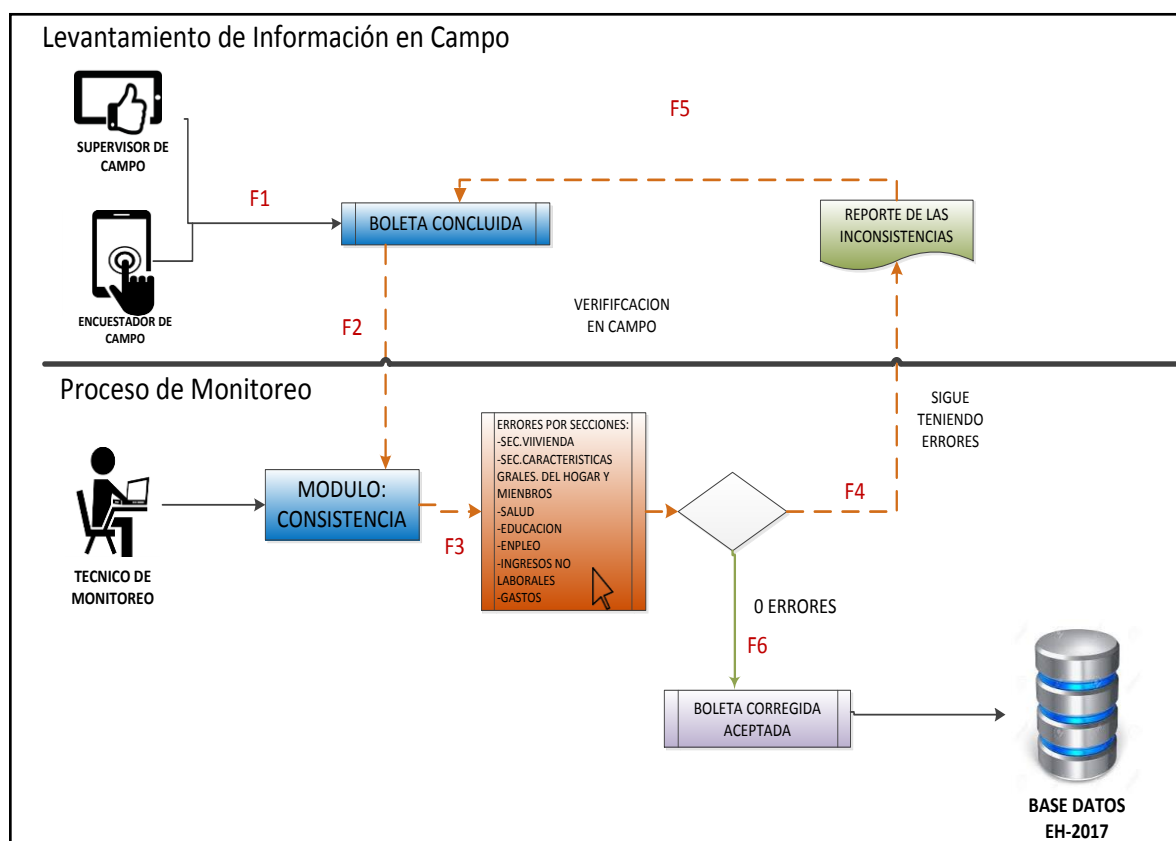 Levantamiento de Información en Campo
SUPERVISOR DE
CAMPO
F1
F5
BOLETA CONCLUIDA
REPORTE DE LAS
INCONSISTENCIAS
ENCUESTADOR DE
CAMPO
F2
VERIFIFCACION
EN CAMPO
Proceso de Monitoreo
SIGUE
TENIENDO
ERRORES
TECNICO DE
MONITOREO
MODULO:
CONSISTENCIA
F3
ERRORES POR SECCIONES:
-SEC.VIIVIENDA
-SEC.CARACTERISTICAS
GRALES. DEL HOGAR Y
MIENBROS
-SALUD
-EDUCACION
-ENPLEO
-INGRESOS NO
LABORALES
-GASTOS
F4
0 ERRORES
F6
BOLETA CORREGIDA
ACEPTADA
BASE DATOS
EH-2017